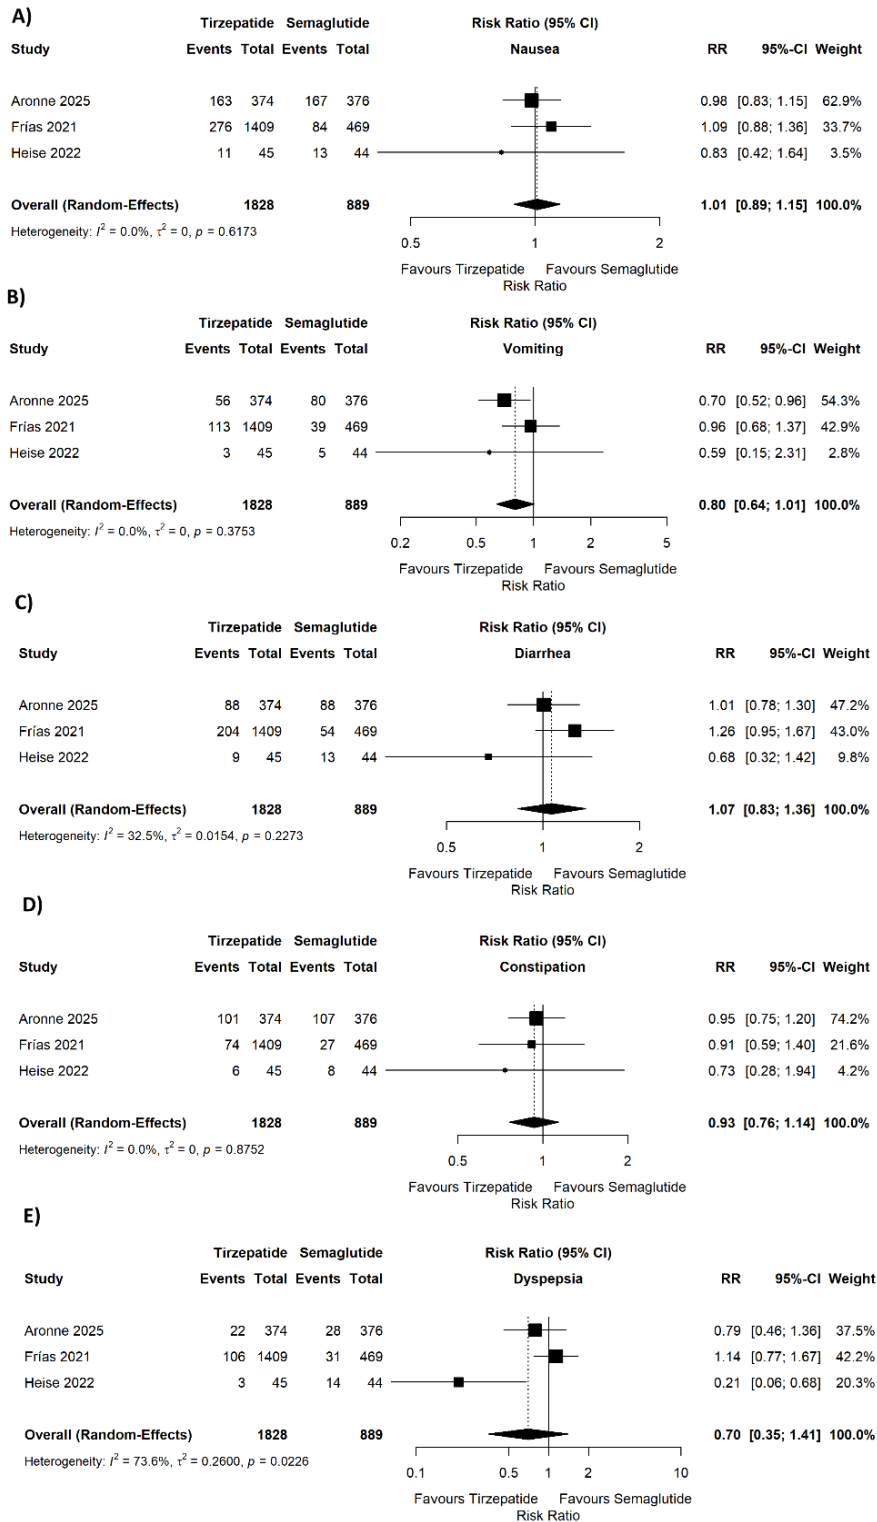 A)
Tirzepatide Semaglutide Risk Ratio (95% CI)
Study Events Total Events Total Nausea RR 95%-CI Weight
Aronne 2025 163 374 167 376 0.98 [0.83; 1.15] 62.9%
Frías 2021 276 1409 84 469 1.09 [0.88; 1.36] 33.7%
Heise 2022 11 45 13 44 0.83 [0.42; 1.64] 3.5%
Overall (Random-Effects) 1828 889 1.01 [0.89; 1.15] 100.0%
Heterogeneity: I² = 0.0%, τ² = 0, p = 0.6173
0.5 1 2
Favours Tirzepatide Favours Semaglutide
Risk Ratio
B)
Tirzepatide Semaglutide Risk Ratio (95% CI)
Study Events Total Events Total Vomiting RR 95%-CI Weight
Aronne 2025 56 374 80 376 0.70 [0.52; 0.96] 54.3%
Frías 2021 113 1409 39 469 0.96 [0.68; 1.37] 42.9%
Heise 2022 3 45 5 44 0.59 [0.15; 2.31] 2.8%
Overall (Random-Effects) 1828 889 0.80 [0.64; 1.01] 100.0%
Heterogeneity: I² = 0.0%, τ² = 0, p = 0.3753
0.2 0.5 1 2 5
Favours Tirzepatide Favours Semaglutide
Risk Ratio
C)
Tirzepatide Semaglutide Risk Ratio (95% CI)
Study Events Total Events Total Diarrhea RR 95%-CI Weight
Aronne 2025 88 374 88 376 1.01 [0.78; 1.30] 47.2%
Frías 2021 204 1409 54 469 1.26 [0.95; 1.67] 43.0%
Heise 2022 9 45 13 44 0.68 [0.32; 1.42] 9.8%
Overall (Random-Effects) 1828 889 1.07 [0.83; 1.36] 100.0%
Heterogeneity: I² = 32.5%, τ² = 0.0154, p = 0.2273
0.5 1 2
Favours Tirzepatide Favours Semaglutide
Risk Ratio
D)
Tirzepatide Semaglutide Risk Ratio (95% CI)
Study Events Total Events Total Constipation RR 95%-CI Weight
Aronne 2025 101 374 107 376 0.95 [0.75; 1.20] 74.2%
Frías 2021 74 1409 27 469 0.91 [0.59; 1.40] 21.6%
Heise 2022 6 45 8 44 0.73 [0.28; 1.94] 4.2%
Overall (Random-Effects) 1828 889 0.93 [0.76; 1.14] 100.0%
Heterogeneity: I² = 0.0%, τ² = 0, p = 0.8752
0.5 1 2
Favours Tirzepatide Favours Semaglutide
Risk Ratio
E)
Tirzepatide Semaglutide Risk Ratio (95% CI)
Study Events Total Events Total Dyspepsia RR 95%-CI Weight
Aronne 2025 22 374 28 376 0.79 [0.46; 1.36] 37.5%
Frías 2021 106 1409 31 469 1.14 [0.77; 1.67] 42.2%
Heise 2022 3 45 14 44 0.21 [0.06; 0.68] 20.3%
Overall (Random-Effects) 1828 889 0.70 [0.35; 1.41] 100.0%
Heterogeneity: I² = 73.6%, τ² = 0.2600, p = 0.0226
0.1 0.5 1 2 10
Favours Tirzepatide Favours Semaglutide
Risk Ratio